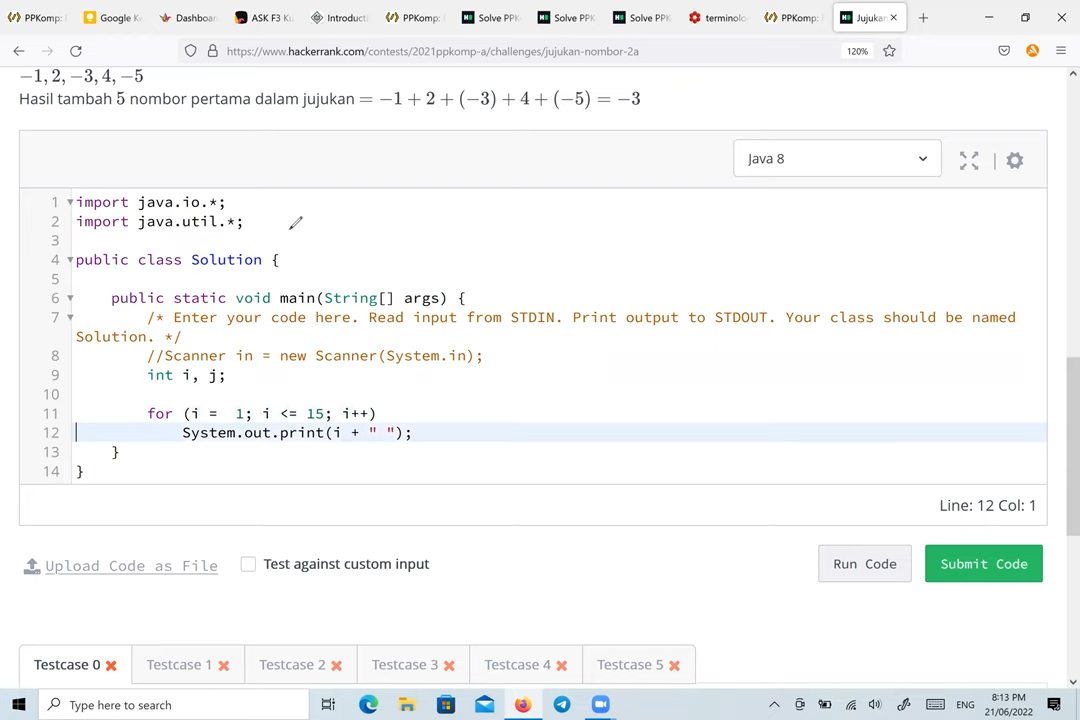 PPKomp:
Google K
Dashboar
ASK F3 Ku
Introducti
PPKomp:
Solve PPK
Solve PPK
Solve PPK
terminolo
PPKomp:
Jujukan
https://www.hackerrank.com/contests/2021ppkomp-a/challenges/jujukan-nombor-2a
120%
−1, 2, −3, 4, −5
Hasil tambah 5 nombor pertama dalam jujukan = −1 + 2 + (−3) + 4 + (−5) = −3
Java 8
1 import java.io.*;
2 import java.util.*;
3
4 public class Solution {
5
6 public static void main(String[] args) {
7 /* Enter your code here. Read input from STDIN. Print output to STDOUT. Your class should be named
Solution. */
8 //Scanner in = new Scanner(System.in);
9 int i, j;
10
11 for (i =  1; i <= 15; i++)
12 System.out.print(i + " ");
13 }
14 }
Line: 12 Col: 1
Upload Code as File
Test against custom input
Run Code
Submit Code
Testcase 0
Testcase 1
Testcase 2
Testcase 3
Testcase 4
Testcase 5
Type here to search
ENG
8:13 PM
21/06/2022